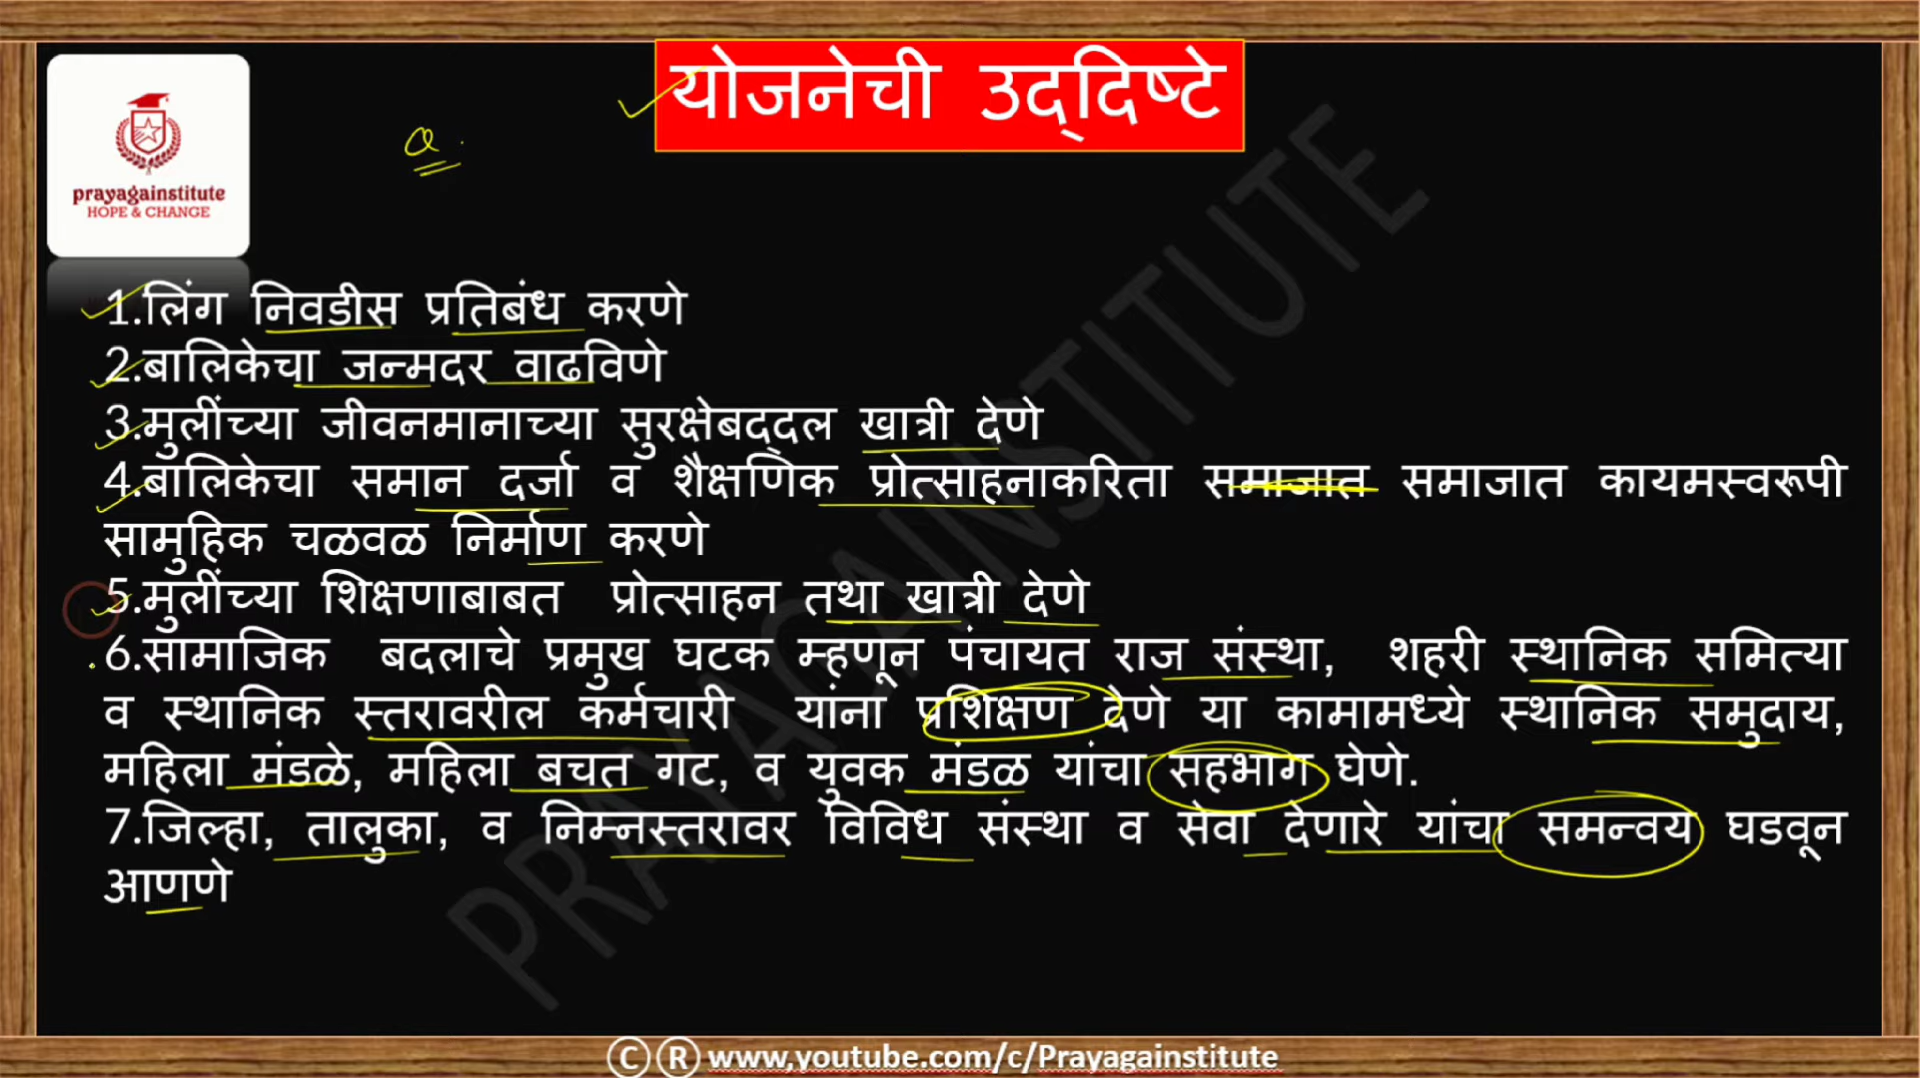 योजनेची उद्दिष्टे
a.
prayagainstitute
HOPE & CHANGE
1.लिंग निवडीस प्रतिबंध करणे
2.बालिकेचा जन्मदर वाढविणे
3.मुलींच्या जीवनमानाच्या सुरक्षेबद्दल खात्री देणे
4.बालिकेचा समान दर्जा व शैक्षणिक प्रोत्साहनाकरिता समाजात समाजात कायमस्वरूपी
सामुहिक चळवळ निर्माण करणे
5.मुलींच्या शिक्षणाबाबत प्रोत्साहन तथा खात्री देणे
6.सामाजिक बदलाचे प्रमुख घटक म्हणून पंचायत राज संस्था, शहरी स्थानिक समित्या
व स्थानिक स्तरावरील कर्मचारी यांना प्रशिक्षण देणे या कामामध्ये स्थानिक समुदाय,
महिला मंडळे, महिला बचत गट, व युवक मंडळ यांचा सहभाग घेणे.
7.जिल्हा, तालुका, व निम्नस्तरावर विविध संस्था व सेवा देणारे यांचा समन्वय घडवून
आणणे
PRAYAGAINSTITUTE
© ® www.youtube.com/c/Prayagainstitute